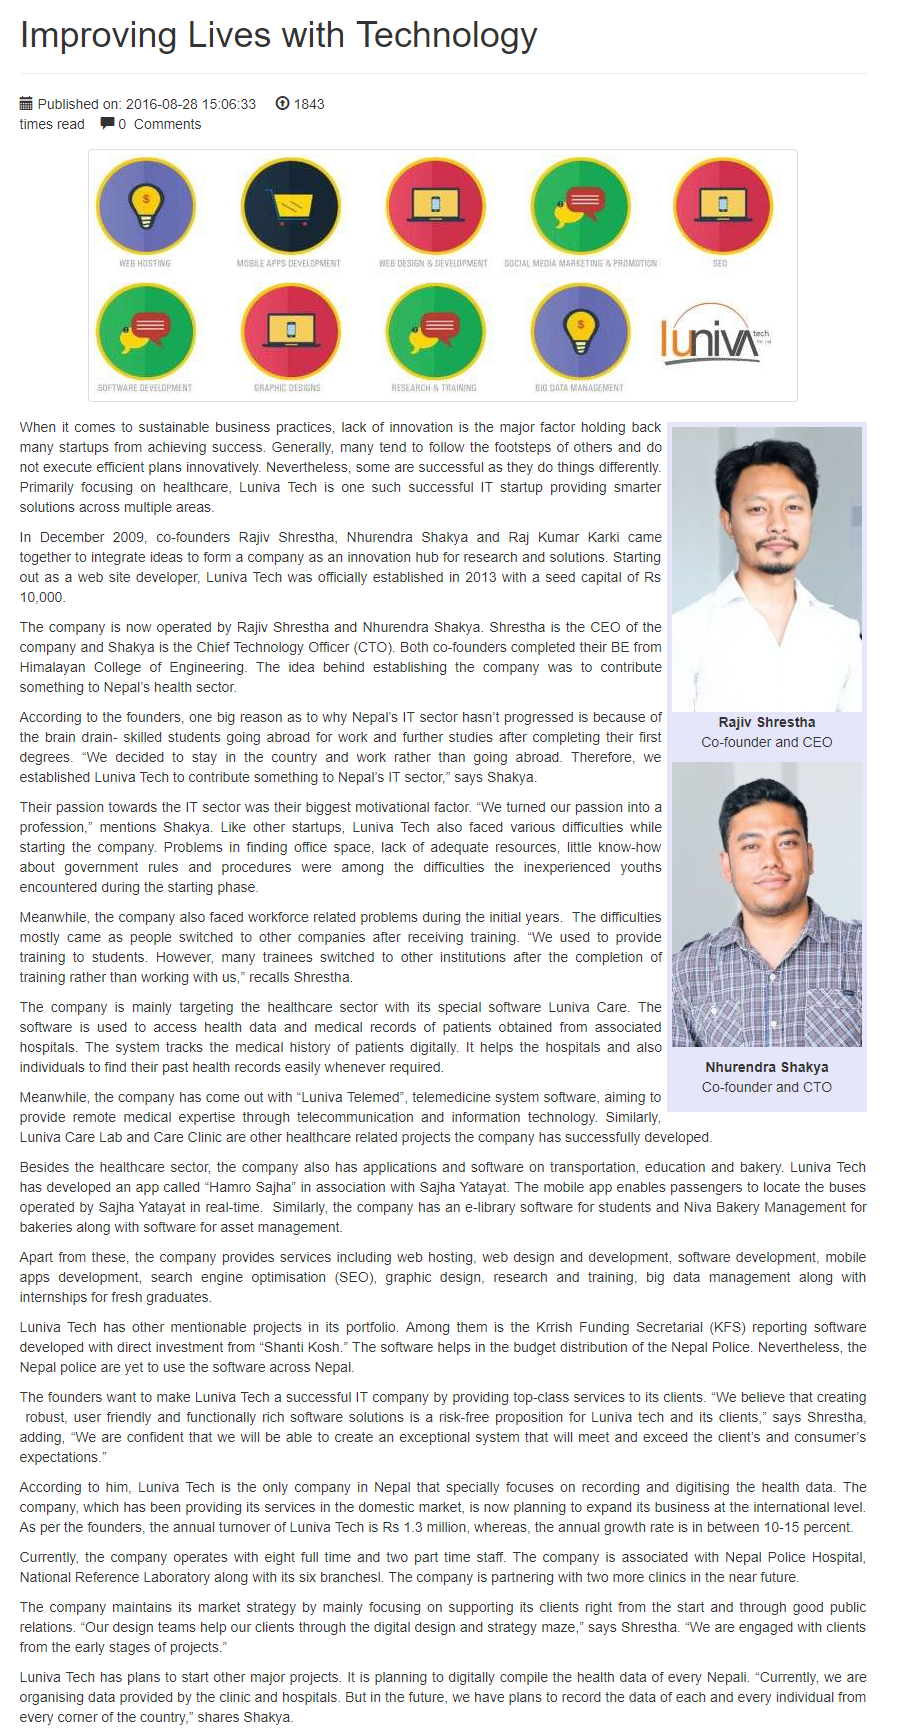 Improving Lives with Technology
Published on: 2016-08-28 15:06:33 1843
times read 0 Comments
WEB HOSTING
MOBILE APPS DEVELOPMENT
WEB DESIGN & DEVELOPMENT
SOCIAL MEDIA MARKETING & PROMOTION
SEO
SOFTWARE DEVELOPMENT
GRAPHIC DESIGNS
RESEARCH & TRAINING
BIG DATA MANAGEMENT
luniva tech
When it comes to sustainable business practices, lack of innovation is the major factor holding back
many startups from achieving success. Generally, many tend to follow the footsteps of others and do
not execute efficient plans innovatively. Nevertheless, some are successful as they do things differently.
Primarily focusing on healthcare, Luniva Tech is one such successful IT startup providing smarter
solutions across multiple areas.
In December 2009, co-founders Rajiv Shrestha, Nhurendra Shakya and Raj Kumar Karki came
together to integrate ideas to form a company as an innovation hub for research and solutions. Starting
out as a web site developer, Luniva Tech was officially established in 2013 with a seed capital of Rs
10,000.
The company is now operated by Rajiv Shrestha and Nhurendra Shakya. Shrestha is the CEO of the
company and Shakya is the Chief Technology Officer (CTO). Both co-founders completed their BE from
Himalayan College of Engineering. The idea behind establishing the company was to contribute
something to Nepal’s health sector.
According to the founders, one big reason as to why Nepal’s IT sector hasn’t progressed is because of
the brain drain- skilled students going abroad for work and further studies after completing their first
degrees. “We decided to stay in the country and work rather than going abroad. Therefore, we
established Luniva Tech to contribute something to Nepal’s IT sector,” says Shakya.
Their passion towards the IT sector was their biggest motivational factor. “We turned our passion into a
profession,” mentions Shakya. Like other startups, Luniva Tech also faced various difficulties while
starting the company. Problems in finding office space, lack of adequate resources, little know-how
about government rules and procedures were among the difficulties the inexperienced youths
encountered during the starting phase.
Meanwhile, the company also faced workforce related problems during the initial years. The difficulties
mostly came as people switched to other companies after receiving training. “We used to provide
training to students. However, many trainees switched to other institutions after the completion of
training rather than working with us,” recalls Shrestha.
The company is mainly targeting the healthcare sector with its special software Luniva Care. The
software is used to access health data and medical records of patients obtained from associated
hospitals. The system tracks the medical history of patients digitally. It helps the hospitals and also
individuals to find their past health records easily whenever required.
Meanwhile, the company has come out with “Luniva Telemed”, telemedicine system software, aiming to
provide remote medical expertise through telecommunication and information technology. Similarly,
Luniva Care Lab and Care Clinic are other healthcare related projects the company has successfully developed.
Rajiv Shrestha
Co-founder and CEO
Nhurendra Shakya
Co-founder and CTO
Besides the healthcare sector, the company also has applications and software on transportation, education and bakery. Luniva Tech
has developed an app called “Hamro Sajha” in association with Sajha Yatayat. The mobile app enables passengers to locate the buses
operated by Sajha Yatayat in real-time. Similarly, the company has an e-library software for students and Niva Bakery Management for
bakeries along with software for asset management.
Apart from these, the company provides services including web hosting, web design and development, software development, mobile
apps development, search engine optimisation (SEO), graphic design, research and training, big data management along with
internships for fresh graduates.
Luniva Tech has other mentionable projects in its portfolio. Among them is the Krrish Funding Secretarial (KFS) reporting software
developed with direct investment from “Shanti Kosh.” The software helps in the budget distribution of the Nepal Police. Nevertheless, the
Nepal police are yet to use the software across Nepal.
The founders want to make Luniva Tech a successful IT company by providing top-class services to its clients. “We believe that creating
robust, user friendly and functionally rich software solutions is a risk-free proposition for Luniva tech and its clients,” says Shrestha,
adding, “We are confident that we will be able to create an exceptional system that will meet and exceed the client’s and consumer’s
expectations.”
According to him, Luniva Tech is the only company in Nepal that specially focuses on recording and digitising the health data. The
company, which has been providing its services in the domestic market, is now planning to expand its business at the international level.
As per the founders, the annual turnover of Luniva Tech is Rs 1.3 million, whereas, the annual growth rate is in between 10-15 percent.
Currently, the company operates with eight full time and two part time staff. The company is associated with Nepal Police Hospital,
National Reference Laboratory along with its six branchesl. The company is partnering with two more clinics in the near future.
The company maintains its market strategy by mainly focusing on supporting its clients right from the start and through good public
relations. “Our design teams help our clients through the digital design and strategy maze,” says Shrestha. “We are engaged with clients
from the early stages of projects.”
Luniva Tech has plans to start other major projects. It is planning to digitally compile the health data of every Nepali. “Currently, we are
organising data provided by the clinic and hospitals. But in the future, we have plans to record the data of each and every individual from
every corner of the country,” shares Shakya.